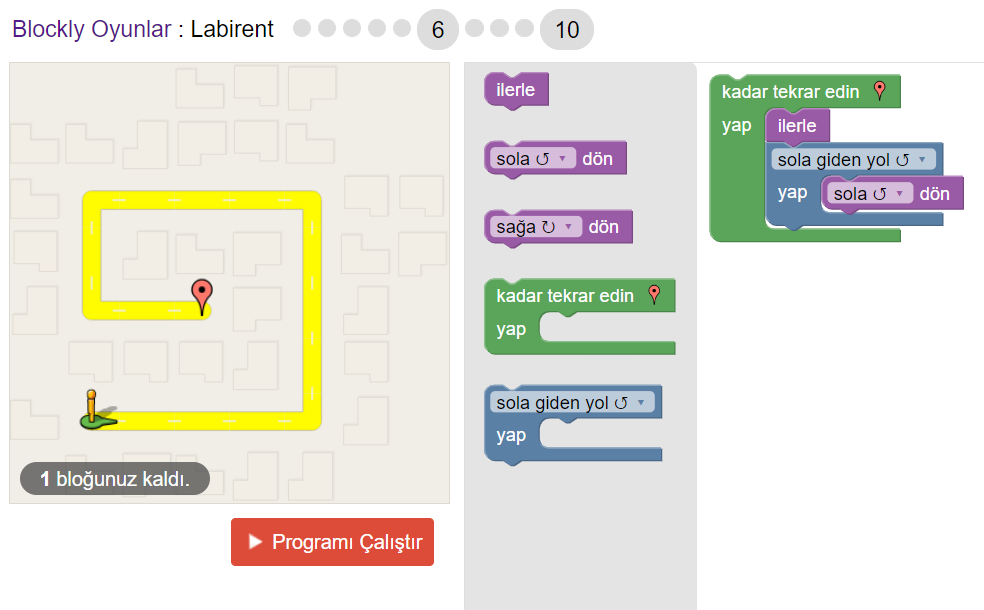 Blockly Oyunlar : Labirent 6 10
1 bloğunuz kaldı.
Programı Çalıştır
ilerle
sola ↺ ▾ dön
sağa ↻ ▾ dön
kadar tekrar edin
yap
sola giden yol ↺ ▾
yap
kadar tekrar edin
yap ilerle
sola giden yol ↺ ▾
yap sola ↺ ▾ dön